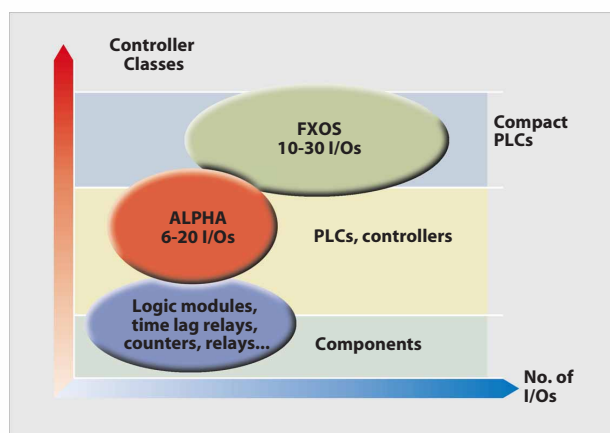 Controller
Classes
FXOS
10-30 I/Os
Compact
PLCs
ALPHA
6-20 I/Os
PLCs, controllers
Logic modules,
time lag relays,
counters, relays...
Components
No. of
I/Os